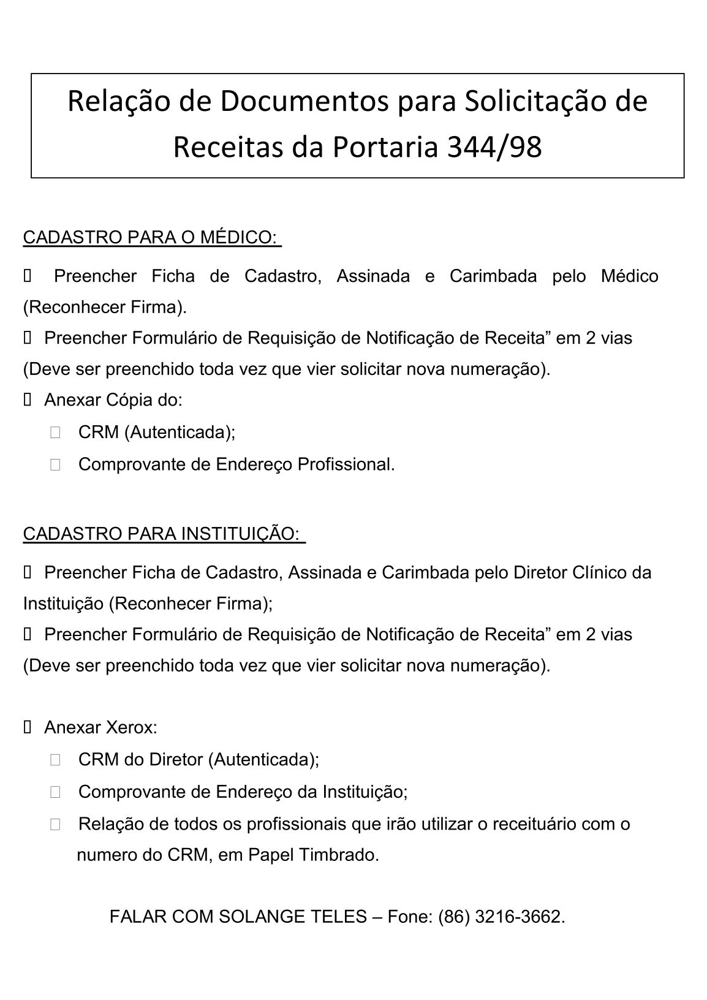 Relação de Documentos para Solicitação de
Receitas da Portaria 344/98
CADASTRO PARA O MÉDICO:
 Preencher Ficha de Cadastro, Assinada e Carimbada pelo Médico
(Reconhecer Firma).
 Preencher Formulário de Requisição de Notificação de Receita” em 2 vias
(Deve ser preenchido toda vez que vier solicitar nova numeração).
 Anexar Cópia do:
 CRM (Autenticada);
 Comprovante de Endereço Profissional.
CADASTRO PARA INSTITUIÇÃO:
 Preencher Ficha de Cadastro, Assinada e Carimbada pelo Diretor Clínico da
Instituição (Reconhecer Firma);
 Preencher Formulário de Requisição de Notificação de Receita” em 2 vias
(Deve ser preenchido toda vez que vier solicitar nova numeração).
 Anexar Xerox:
 CRM do Diretor (Autenticada);
 Comprovante de Endereço da Instituição;
 Relação de todos os profissionais que irão utilizar o receituário com o
numero do CRM, em Papel Timbrado.
FALAR COM SOLANGE TELES – Fone: (86) 3216-3662.